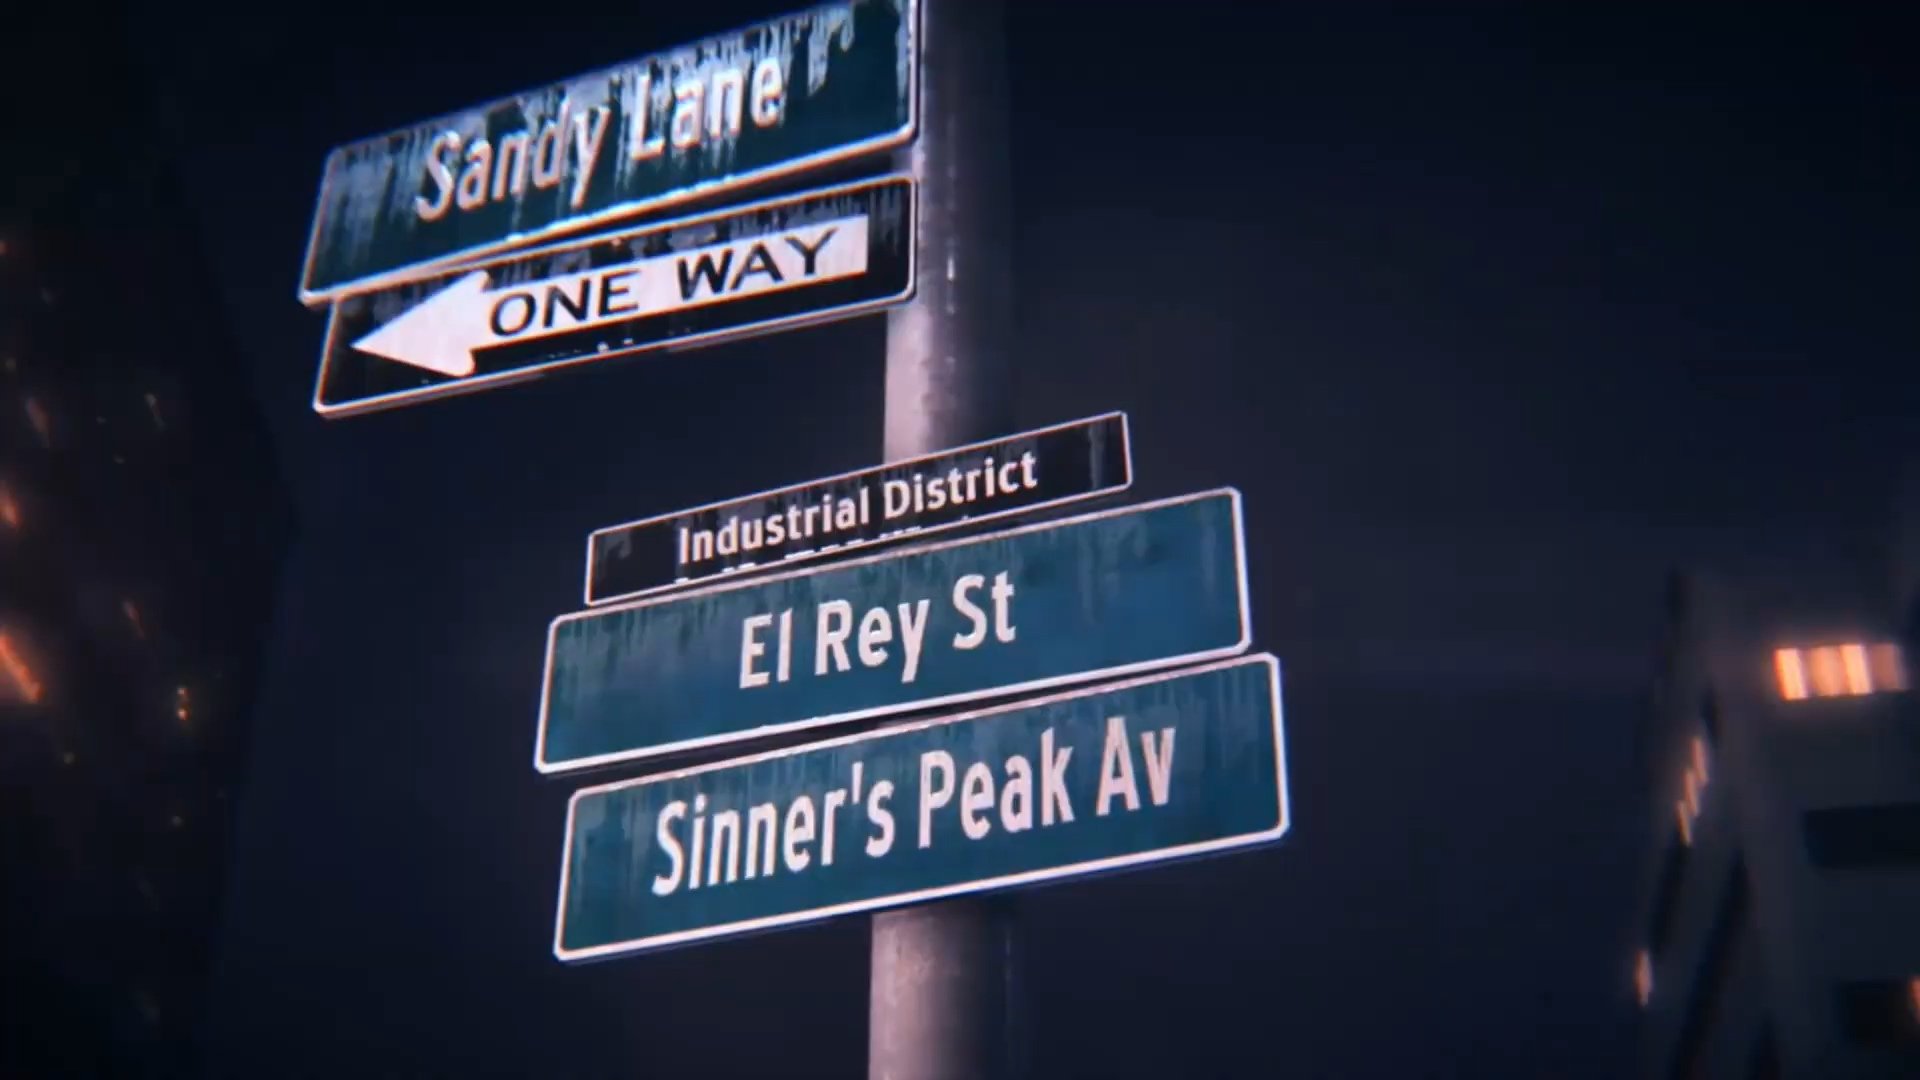 Sandy Lane
ONE WAY
Industrial District
El Rey St
Sinner's Peak Av